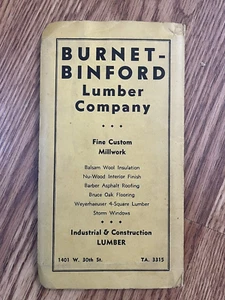 BURNET-
BINFORD
Lumber
Company
Fine Custom
Millwork
Balsam Wool Insulation
Nu-Wood Interior Finish
Barber Asphalt Roofing
Bruce Oak Flooring
Weyerhaeuser 4-Square Lumber
Storm Windows
Industrial & Construction
LUMBER
1401 W. 30th St. TA. 3315